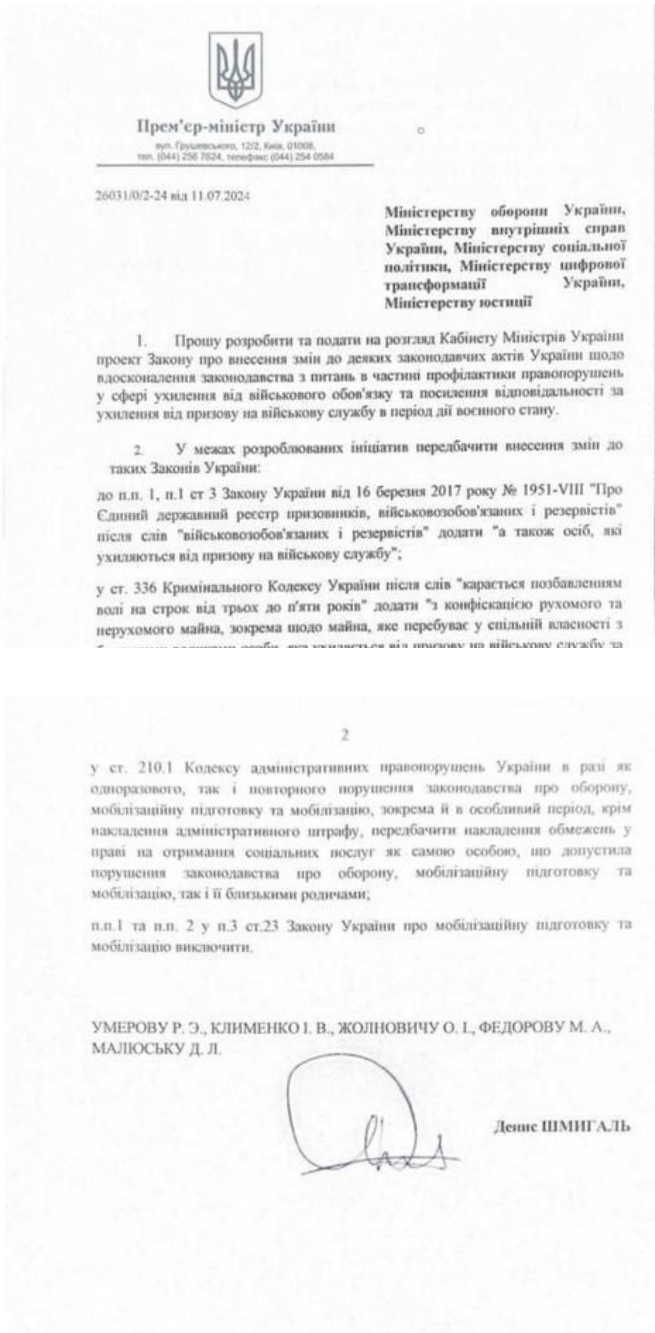 Прем'єр-міністр України
вул. Грушевського, 12/2, Київ, 01008,
тел. (044) 256 7824, телефакс (044) 254 0584
26031/0/2-24 від 11.07.2024
Міністерству оборони України,
Міністерству внутрішніх справ
України, Міністерству соціальної
політики, Міністерству цифрової
трансформації України,
Міністерству юстиції
1. Прошу розробити та подати на розгляд Кабінету Міністрів України
проект Закону про внесення змін до деяких законодавчих актів України щодо
вдосконалення законодавства з питань в частині профілактики правопорушень
у сфері ухилення від військового обов'язку та посилення відповідальності за
ухилення від призову на військову службу в період дії воєнного стану.
2. У межах розроблюваних ініціатив передбачити внесення змін до
таких Законів України:
до п.п. 1, п.1 ст 3 Закону України від 16 березня 2017 року № 1951-VIII "Про
Єдиний державний реєстр призовників, військовозобов'язаних і резервістів"
після слів "військовозобов'язаних і резервістів" додати "а також осіб, які
ухиляються від призову на військову службу";
у ст. 336 Кримінального Кодексу України після слів "карається позбавленням
волі на строк від трьох до п'яти років" додати "з конфіскацією рухомого та
нерухомого майна, зокрема щодо майна, яке перебуває у спільній власності з
особи, яка ухиляється від призову на військову службу за
2
у ст. 210.1 Кодексу адміністративних правопорушень України в разі як
одноразового, так і повторного порушення законодавства про оборону,
мобілізаційну підготовку та мобілізацію, зокрема й в особливий період, крім
накладення адміністративного штрафу, передбачити накладення обмежень у
праві на отримання соціальних послуг як самою особою, що допустила
порушення законодавства про оборону, мобілізаційну підготовку та
мобілізацію, так і її близькими родичами;
п.п.1 та п.п. 2 у п.3 ст.23 Закону України про мобілізаційну підготовку та
мобілізацію виключити.
УМЕРОВУ Р. Э., КЛИМЕНКО І. В., ЖОЛНОВИЧУ О. І., ФЕДОРОВУ М. А.,
МАЛЮСЬКУ Д. Л.
Денис ШМИГАЛЬ